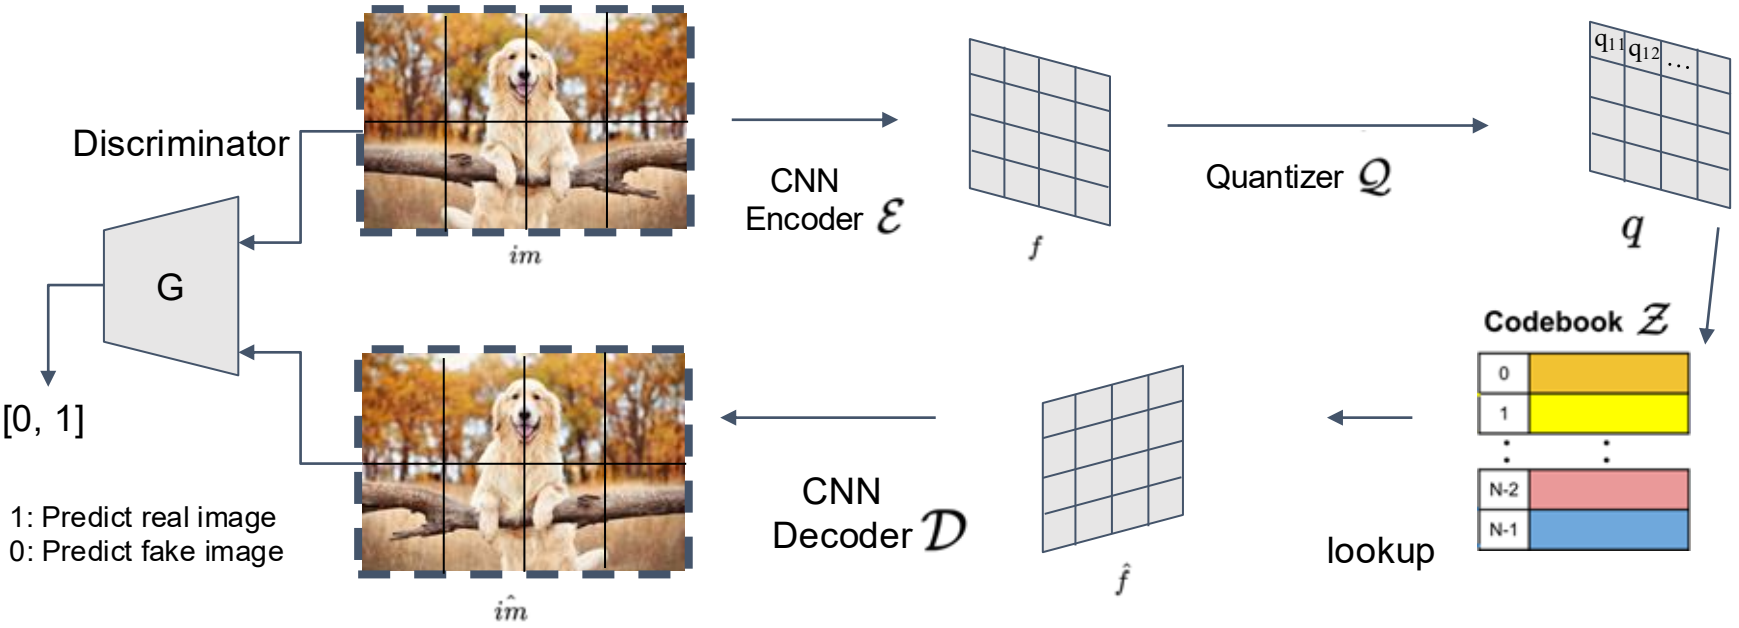 Discriminator
G
[0, 1]
1: Predict real image
0: Predict fake image
im
CNN
Encoder ℰ
f
Quantizer 𝒬
q₁₁ q₁₂ ...
q
Codebook 𝒵
0
1
N-2
N-1
lookup
f̂
CNN
Decoder 𝒟
im̂